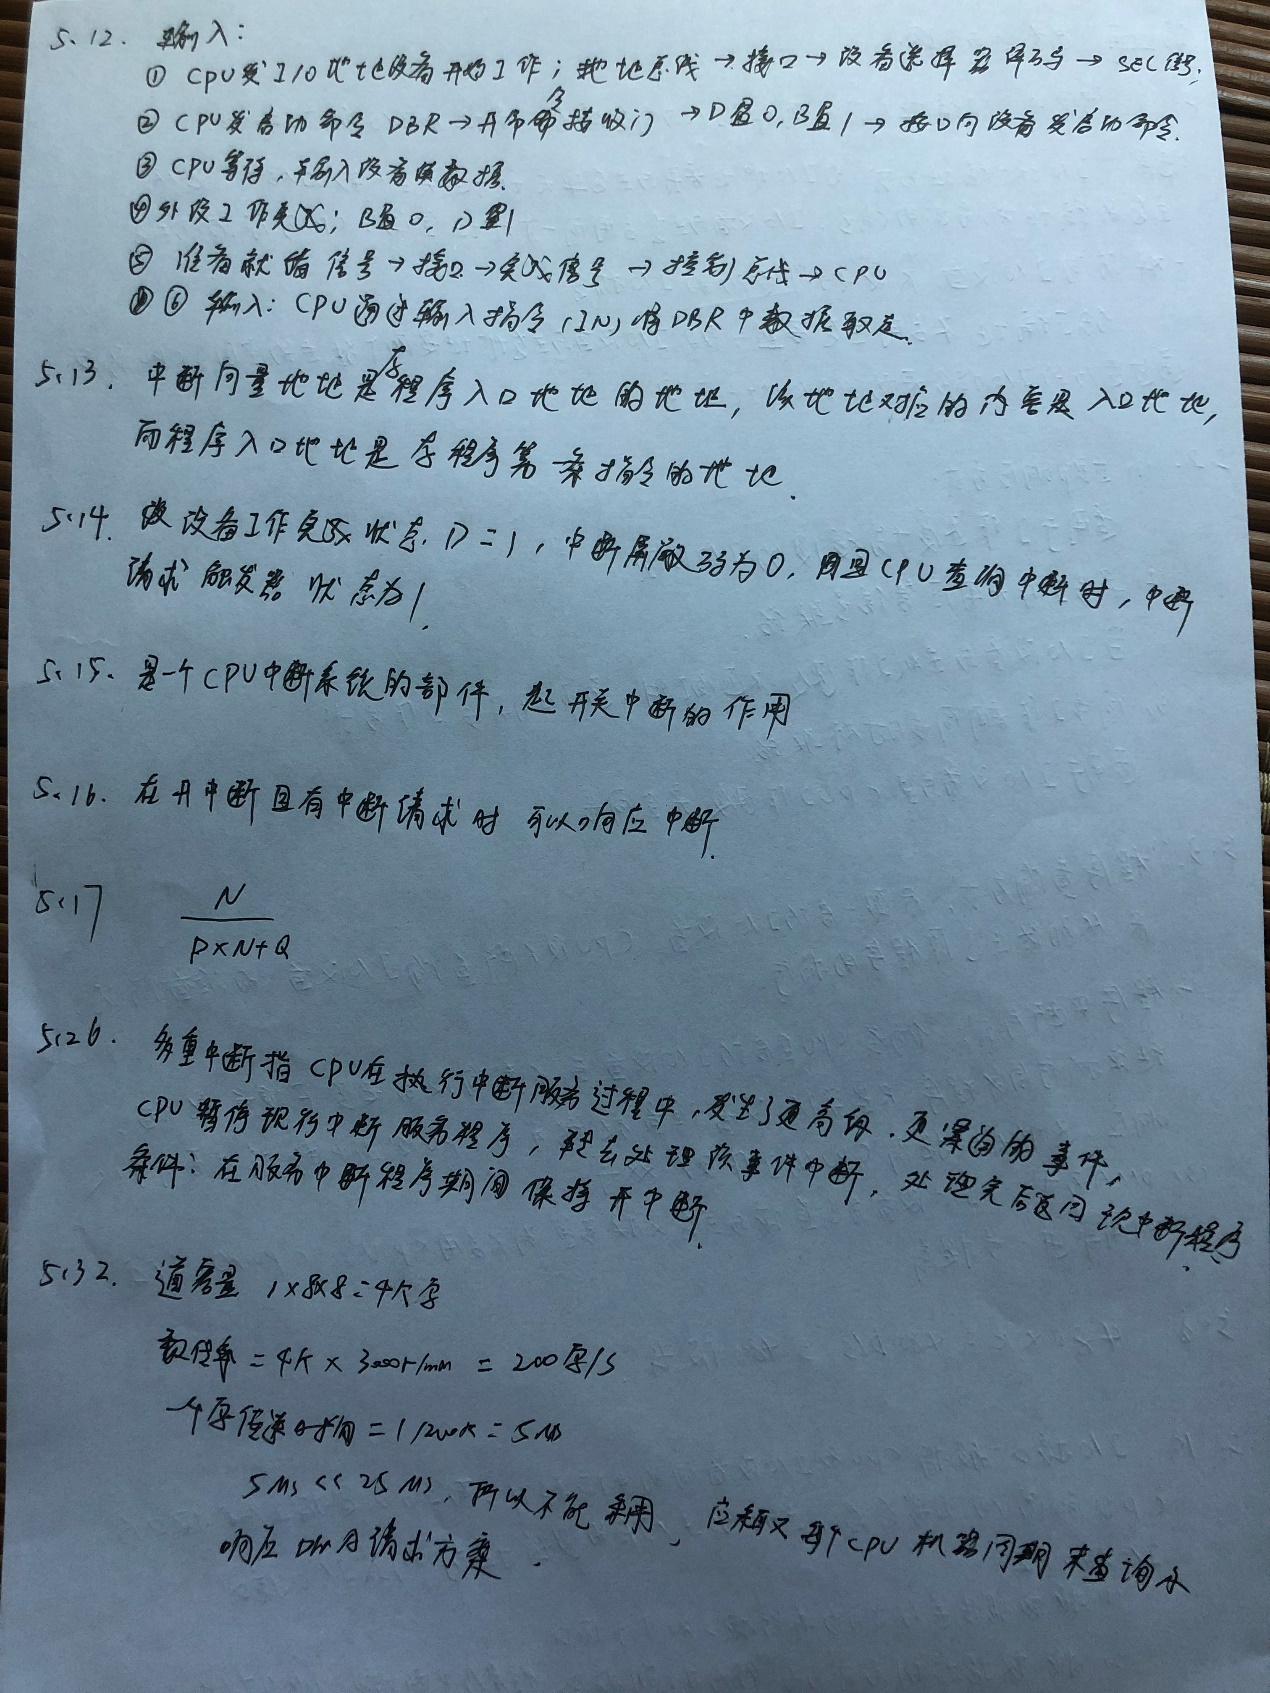 5.12. 输入:
① CPU发I/O地址设备开始工作; 地址总线→接口→设备选择器译码→SEL信号;
② CPU发启动命令 DBR→开命令接收门→D置0,B置1→接口向设备发启动命令.
③ CPU等待,输入设备读数据.
④ 外设工作完成; B置0, D置1
⑤ 准备就绪信号→接口→完成信号→控制总线→CPU
⑥ 输入: CPU通过输入指令(IN)将DBR中数据取走.
5.13. 中断向量地址是存程序入口地址的地址, 该地址对应的内容是入口地址,
而程序入口地址是存程序第一条指令的地址.
5.14. 设备工作完成状态D=1, 中断屏蔽码为0, 且CPU查询中断时, 中断
请求触发器状态为1.
5.15. 是一个CPU中断系统的部件, 起开关中断的作用
5.16. 在开中断且有中断请求时可以响应中断.
5.17 N
P×N+Q
5.26. 多重中断指CPU在执行中断服务过程中,发生了更高级.更紧迫的事件,
CPU暂停现行中断服务程序, 转去处理该事件中断, 处理完后返回现中断程序.
条件: 在服务中断程序期间保持开中断.
5.32. 道容量 1×8×8=4K字
数传率=4K×3000r/min=200字/s
一个字传送时间=1/200K=5μs
5μs<<25μs, 所以不能采用, 应采取每个CPU机器周期末查询和
响应DMA请求方案.